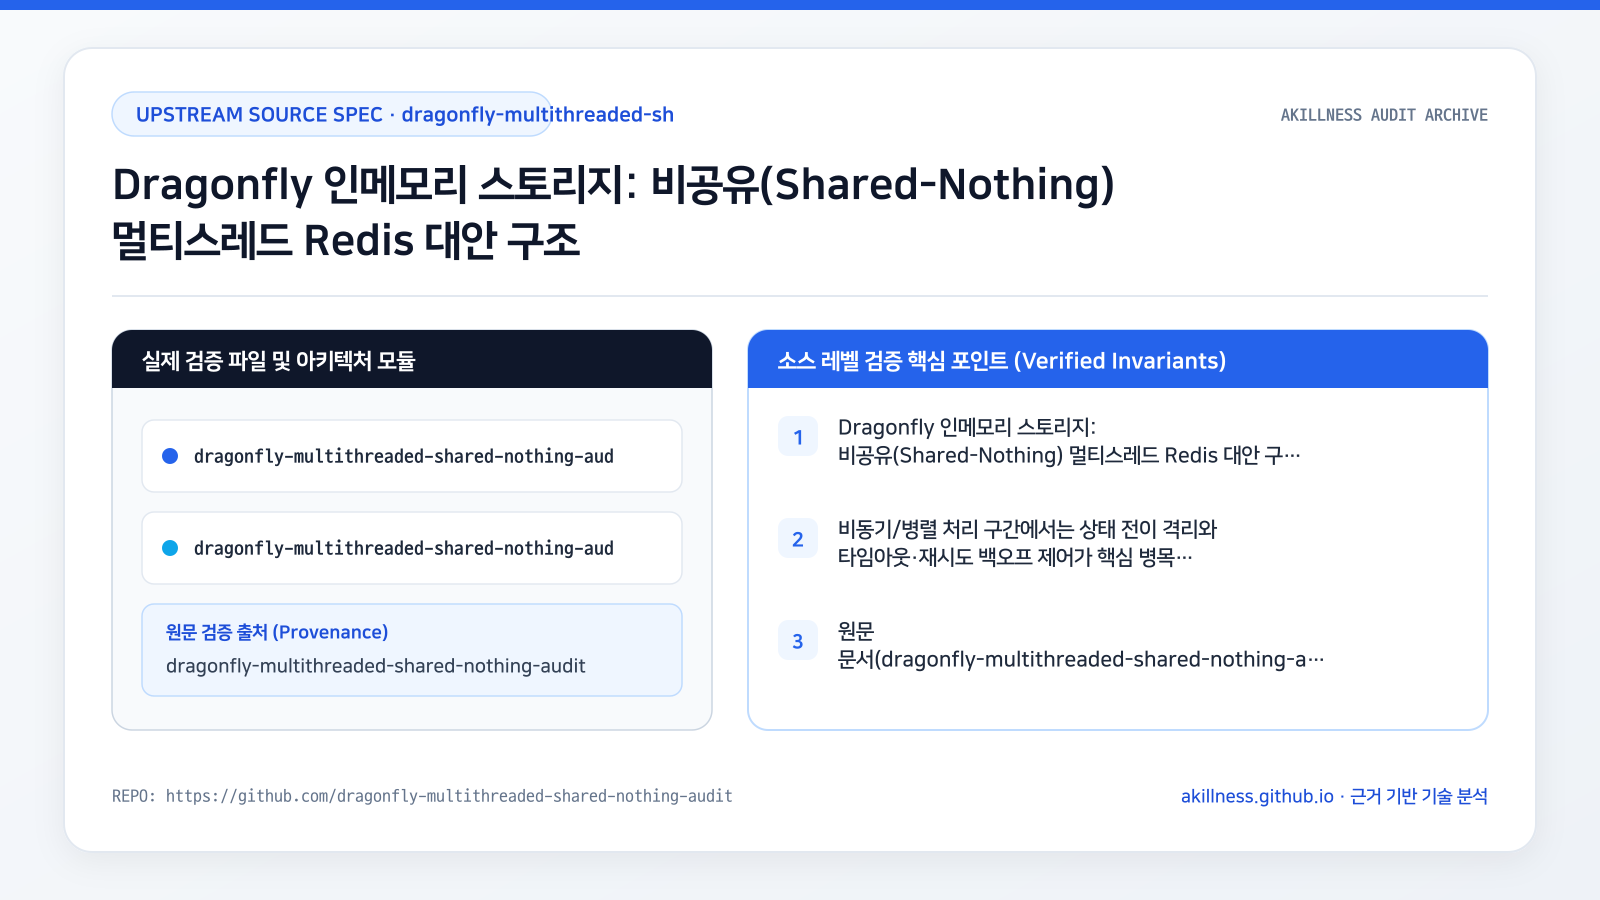 UPSTREAM SOURCE SPEC · dragonfly-multithreaded-sh
AKILLNESS AUDIT ARCHIVE
Dragonfly 인메모리 스토리지: 비공유(Shared-Nothing)
멀티스레드 Redis 대안 구조
실제 검증 파일 및 아키텍처 모듈
dragonfly-multithreaded-shared-nothing-aud
dragonfly-multithreaded-shared-nothing-aud
원문 검증 출처 (Provenance)
dragonfly-multithreaded-shared-nothing-audit
소스 레벨 검증 핵심 포인트 (Verified Invariants)
1
Dragonfly 인메모리 스토리지:
비공유(Shared-Nothing) 멀티스레드 Redis 대안 구…
2
비동기/병렬 처리 구간에서는 상태 전이 격리와
타임아웃·재시도 백오프 제어가 핵심 병목…
3
원문
문서(dragonfly-multithreaded-shared-nothing-a…
REPO: https://github.com/dragonfly-multithreaded-shared-nothing-audit
akillness.github.io · 근거 기반 기술 분석